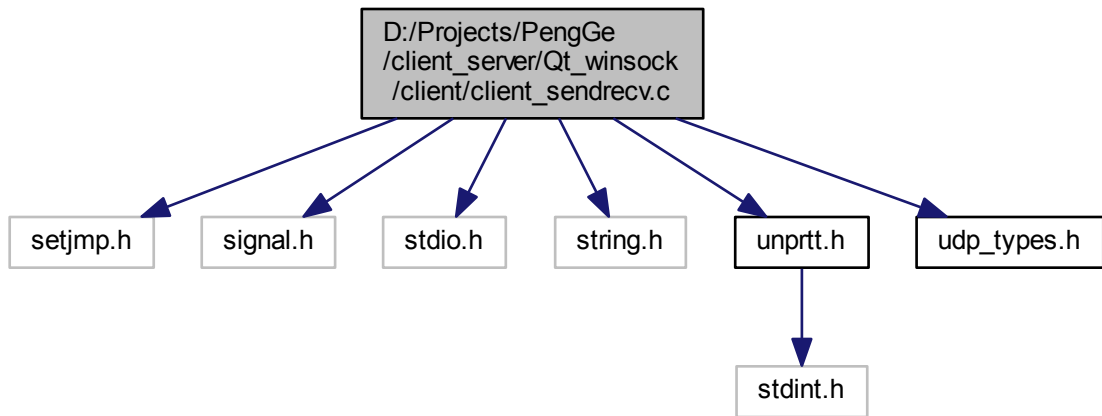 D:/Projects/PengGe
/client_server/Qt_winsock
/client/client_sendrecv.c
setjmp.h
signal.h
stdio.h
string.h
unprtt.h
udp_types.h
stdint.h